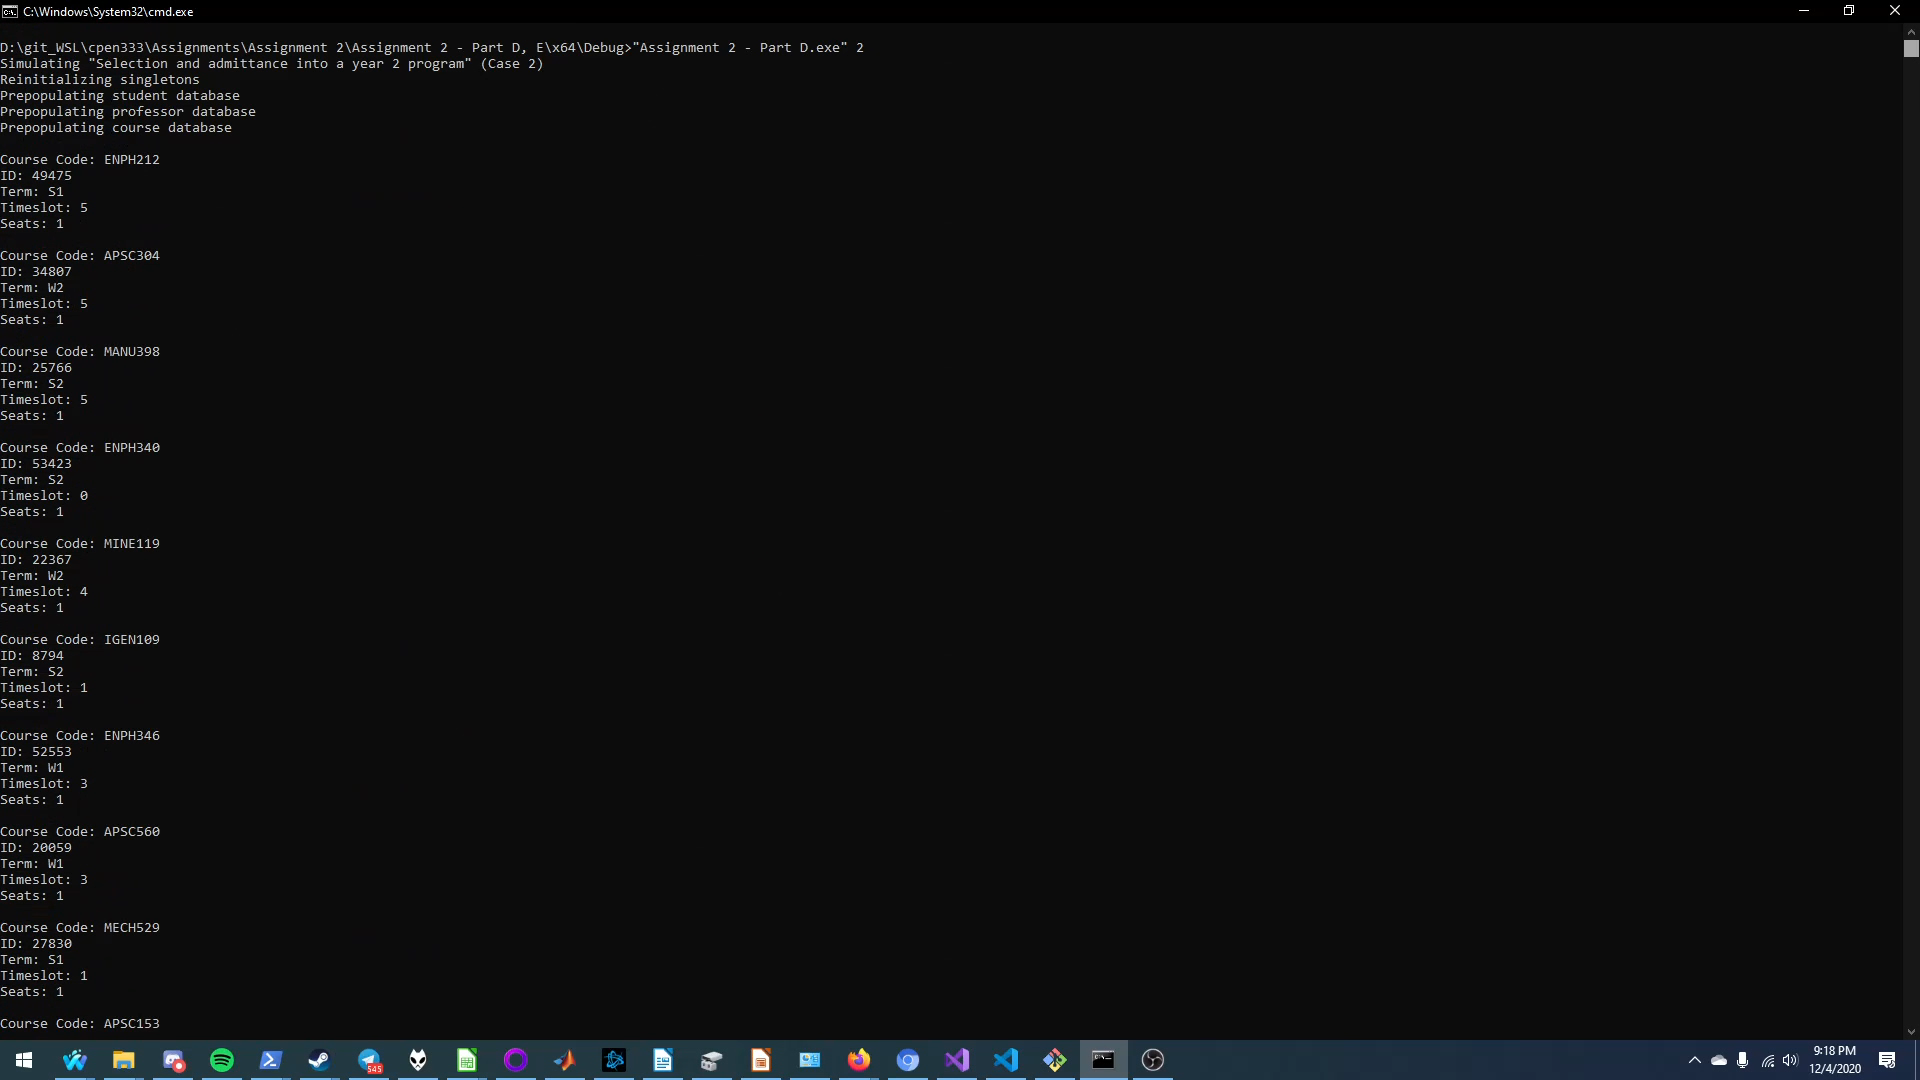 C:\Windows\System32\cmd.exe
D:\git_WSL\cpen333\Assignments\Assignment 2\Assignment 2 - Part D, E\x64\Debug>"Assignment 2 - Part D.exe" 2
Simulating "Selection and admittance into a year 2 program" (Case 2)
Reinitializing singletons
Prepopulating student database
Prepopulating professor database
Prepopulating course database
Course Code: ENPH212
ID: 49475
Term: S1
Timeslot: 5
Seats: 1
Course Code: APSC304
ID: 34807
Term: W2
Timeslot: 5
Seats: 1
Course Code: MANU398
ID: 25766
Term: S2
Timeslot: 5
Seats: 1
Course Code: ENPH340
ID: 53423
Term: S2
Timeslot: 0
Seats: 1
Course Code: MINE119
ID: 22367
Term: W2
Timeslot: 4
Seats: 1
Course Code: IGEN109
ID: 8794
Term: S2
Timeslot: 1
Seats: 1
Course Code: ENPH346
ID: 52553
Term: W1
Timeslot: 3
Seats: 1
Course Code: APSC560
ID: 20059
Term: W1
Timeslot: 3
Seats: 1
Course Code: MECH529
ID: 27830
Term: S1
Timeslot: 1
Seats: 1
Course Code: APSC153
545
9:18 PM
12/4/2020